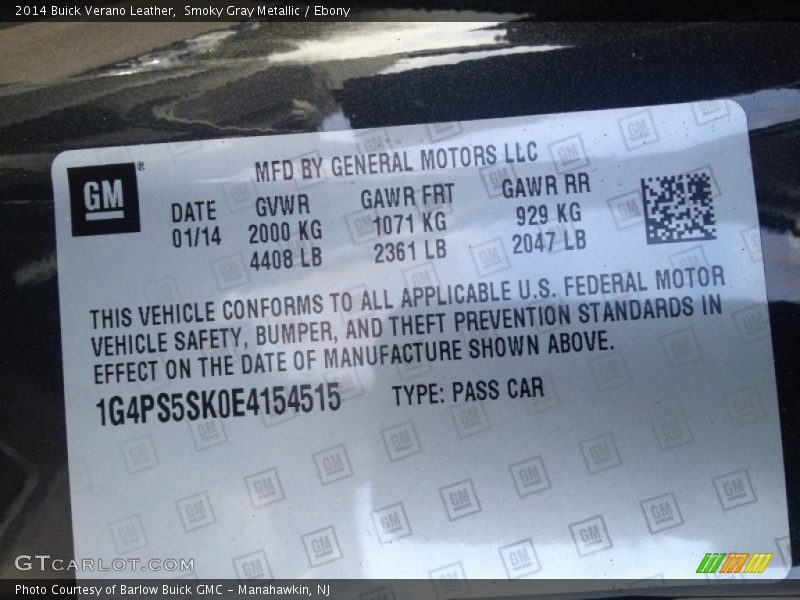 2014 Buick Verano Leather,  Smoky Gray Metallic / Ebony
GM
MFD BY GENERAL MOTORS LLC
DATE GVWR GAWR FRT GAWR RR
01/14 2000 KG 1071 KG 929 KG
4408 LB 2361 LB 2047 LB
THIS VEHICLE CONFORMS TO ALL APPLICABLE U.S. FEDERAL MOTOR
VEHICLE SAFETY, BUMPER, AND THEFT PREVENTION STANDARDS IN
EFFECT ON THE DATE OF MANUFACTURE SHOWN ABOVE.
1G4PS5SK0E4154515 TYPE: PASS CAR
GTcarlot.com
Photo Courtesy of Barlow Buick GMC - Manahawkin, NJ